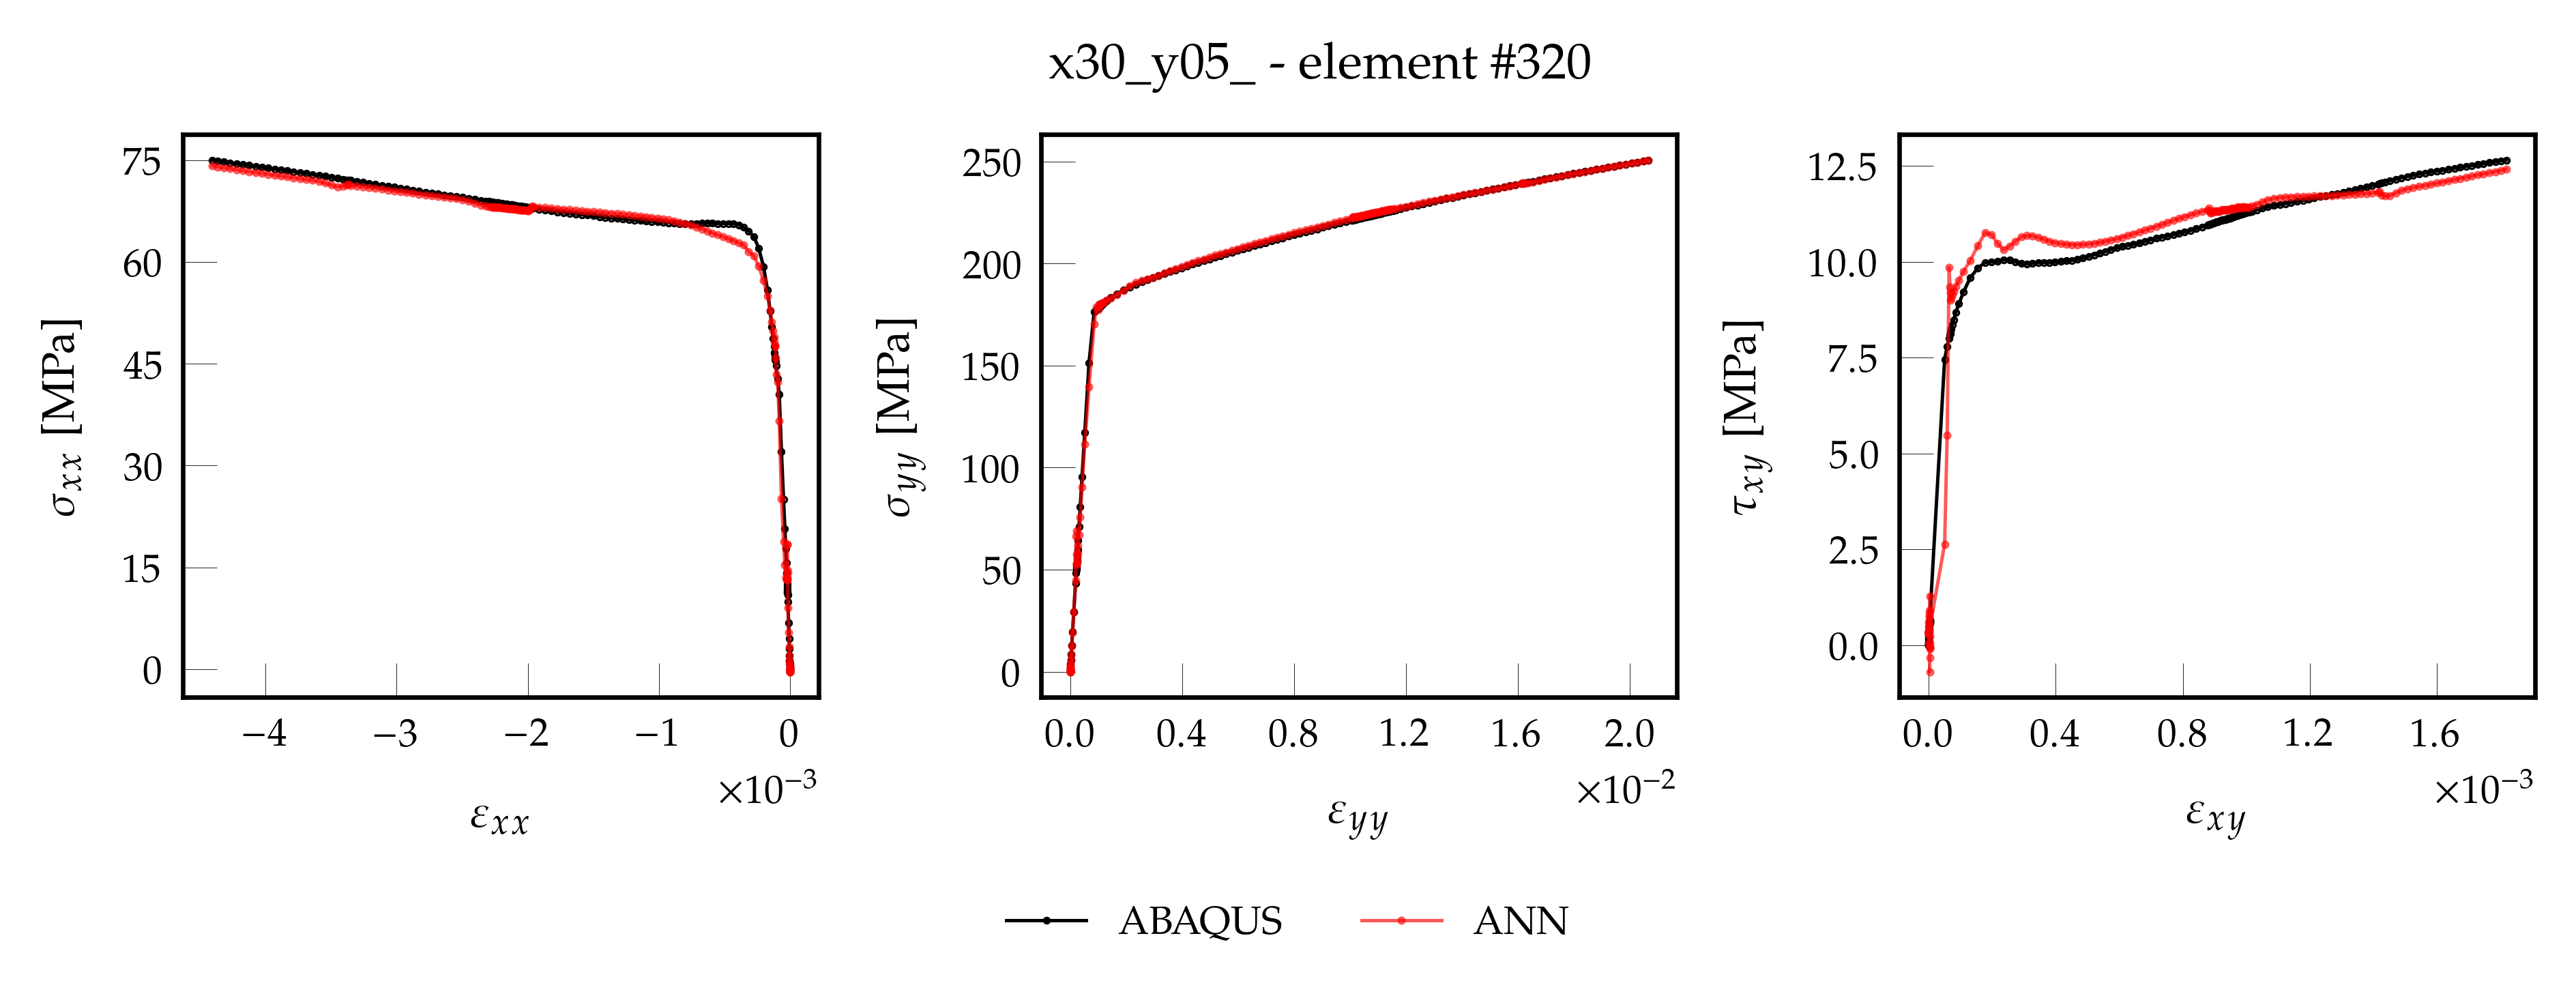 x30_y05_ - element #320
75
60
45
30
15
0
σxx [MPa]
−4 −3 −2 −1 0
×10−3
εxx
250
200
150
100
50
0
σyy [MPa]
0.0 0.4 0.8 1.2 1.6 2.0
×10−2
εyy
12.5
10.0
7.5
5.0
2.5
0.0
τxy [MPa]
0.0 0.4 0.8 1.2 1.6
×10−3
εxy
ABAQUS ANN